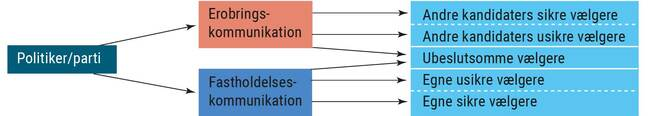 Politiker/parti
Erobrings-
kommunikation
Fastholdelses-
kommunikation
Andre kandidaters sikre vælgere
Andre kandidaters usikre vælgere
Ubeslutsomme vælgere
Egne usikre vælgere
Egne sikre vælgere